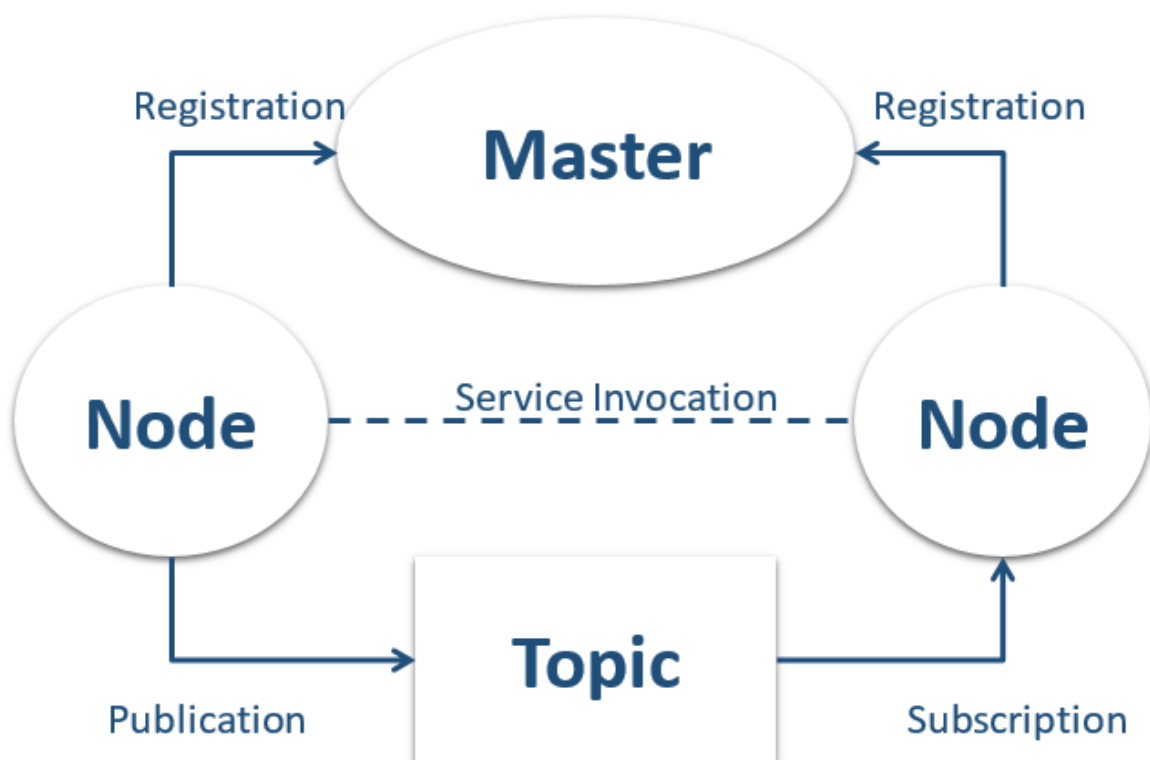 Registration
Registration
Master
Node
Service Invocation
Node
Topic
Publication
Subscription